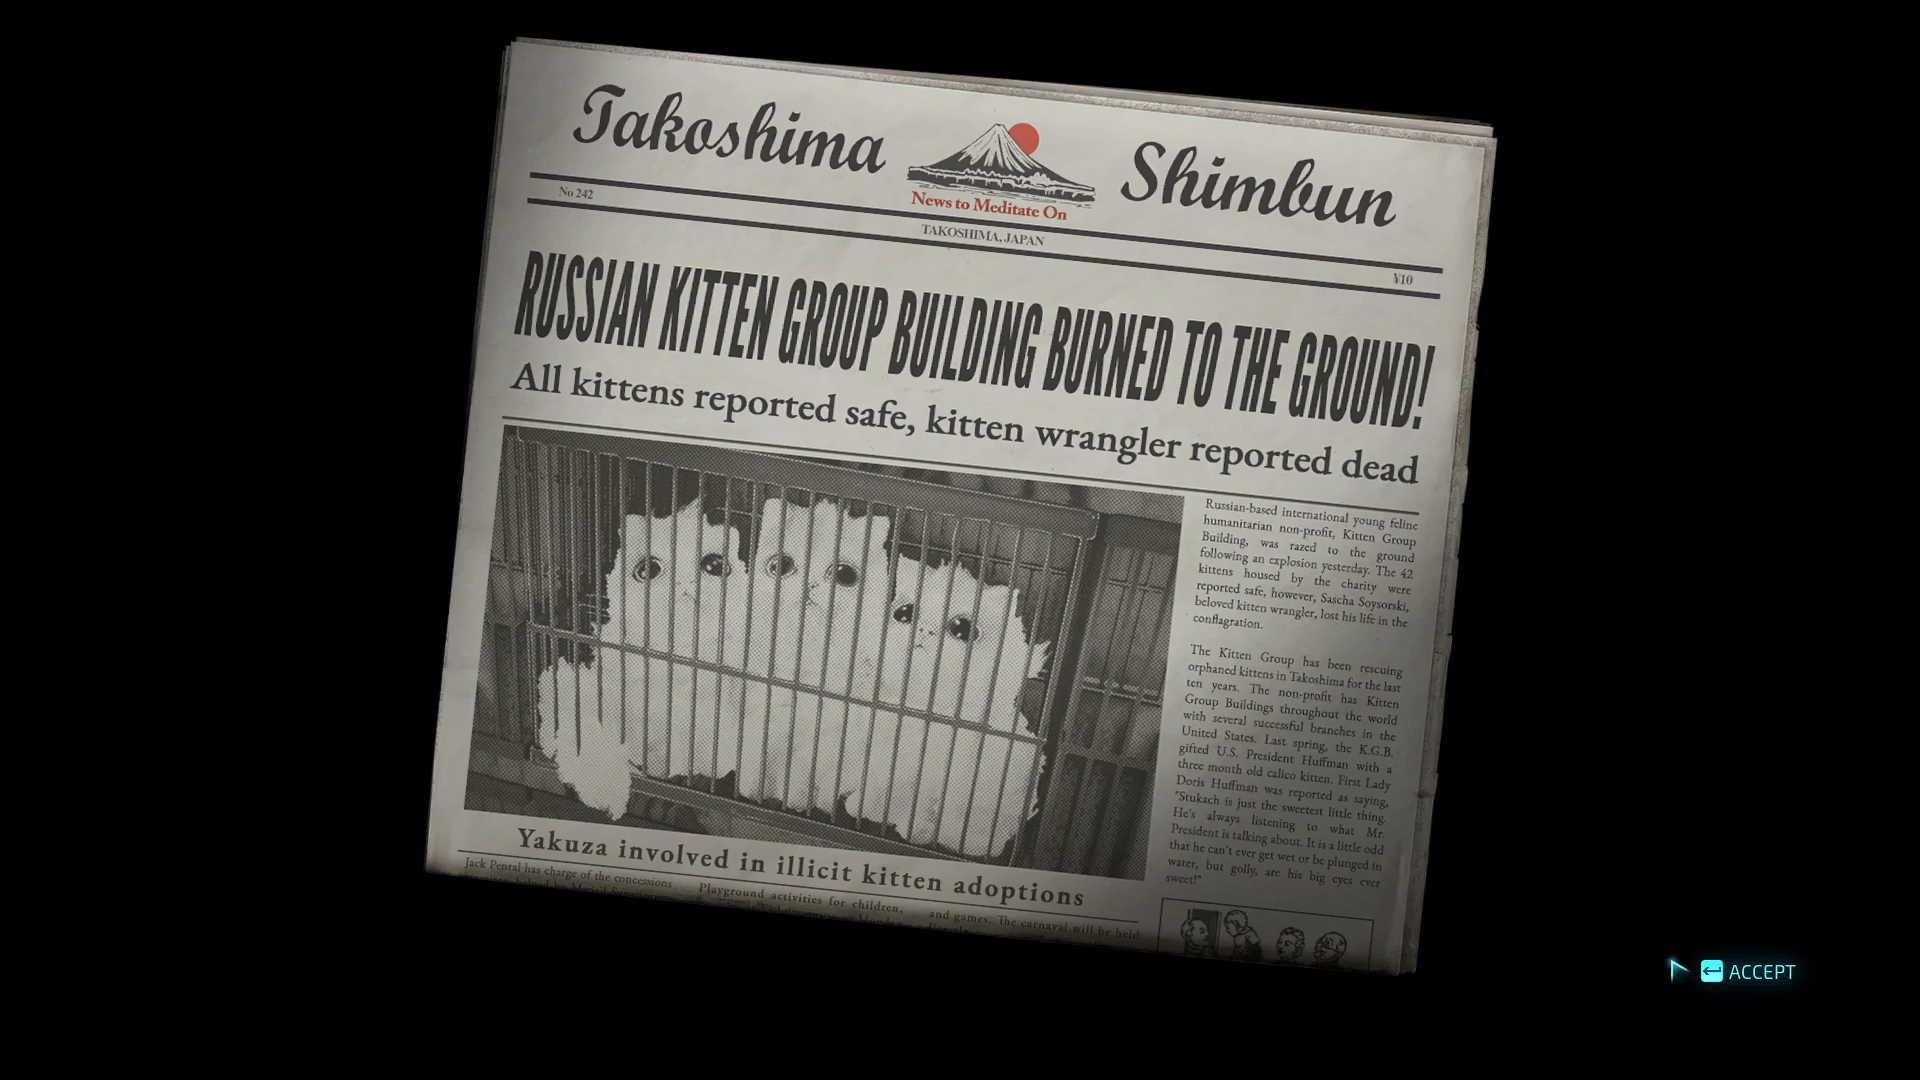 Takoshima Shimbun
News to Meditate On
No 242
TAKOSHIMA, JAPAN
¥10
RUSSIAN KITTEN GROUP BUILDING BURNED TO THE GROUND!
All kittens reported safe, kitten wrangler reported dead
Russian-based international young feline
humanitarian non-profit, Kitten Group
Building, was razed to the ground
following an explosion yesterday. The 42
kittens housed by the charity were
reported safe, however, Sascha Soysorski,
beloved kitten wrangler, lost his life in the
conflagration.
The Kitten Group has been rescuing
orphaned kittens in Takoshima for the last
ten years. The non-profit has Kitten
Group Buildings throughout the world
with several successful branches in the
United States. Last spring, the K.G.B.
gifted U.S. President Huffman with a
three month old calico kitten. First Lady
Doris Huffman was reported as saying,
"Stukach is just the sweetest little thing.
He's always listening to what Mr.
President is talking about. It is a little odd
that he can't ever get wet or be plunged in
water, but golly, are his big eyes ever
sweet!"
Yakuza involved in illicit kitten adoptions
Jack Pental has charge of the concessions
Playground activities for children,
and games. The carnaval will be held
ACCEPT